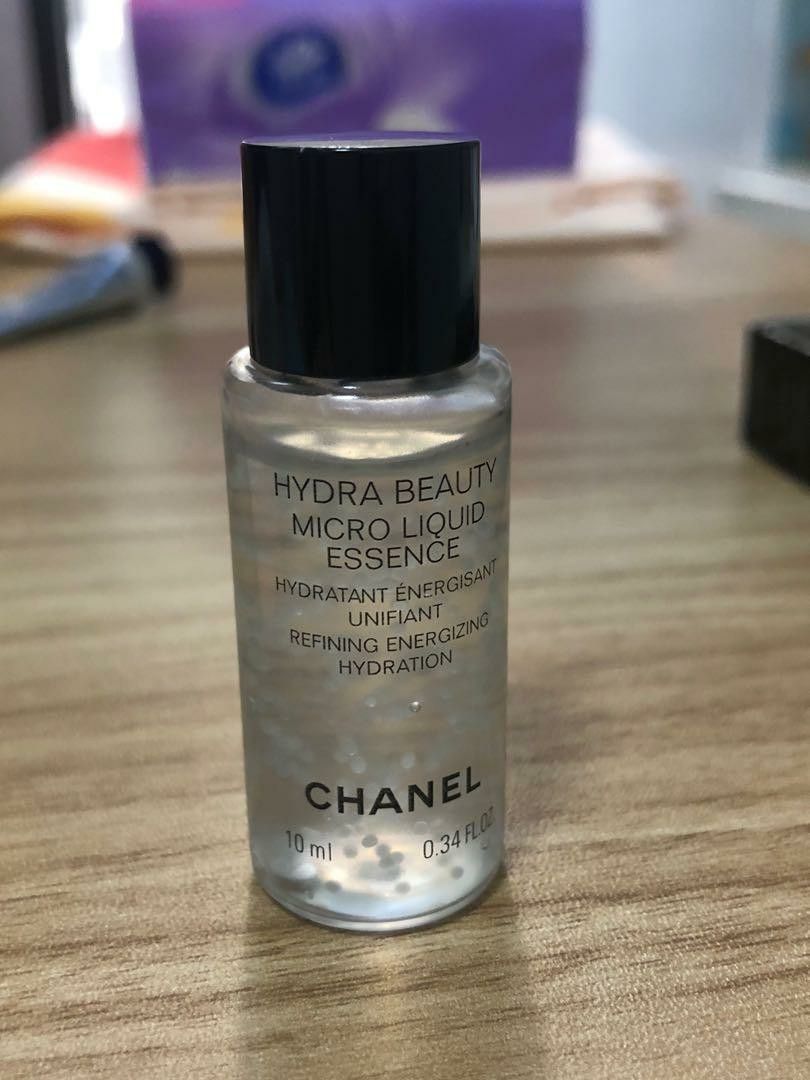 HYDRA BEAUTY
MICRO LIQUID
ESSENCE
HYDRATANT ÉNERGISANT
UNIFIANT
REFINING ENERGIZING
HYDRATION
CHANEL
10 ml 0.34 FL.OZ.